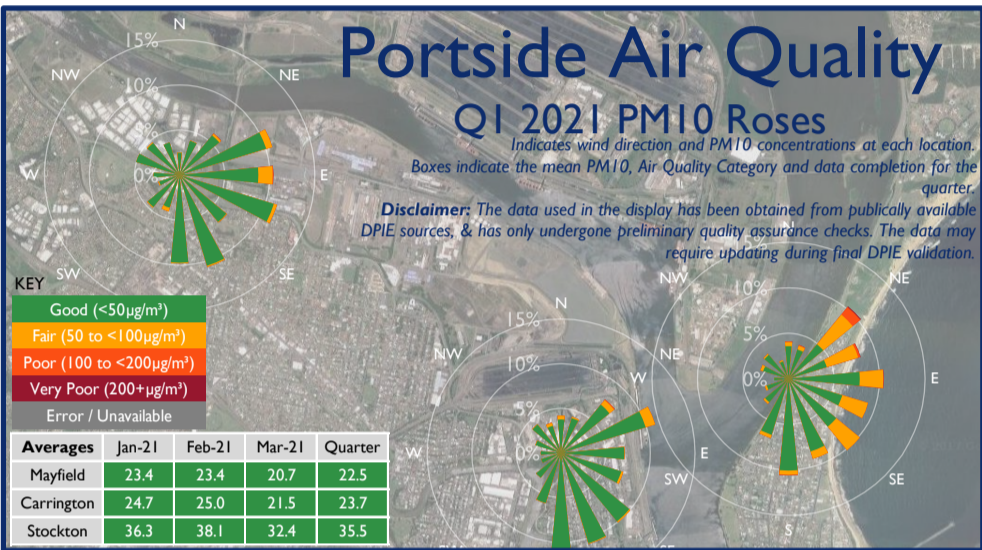 Portside Air Quality
Q1 2021 PM10 Roses
Indicates wind direction and PM10 concentrations at each location.
Boxes indicate the mean PM10, Air Quality Category and data completion for the
quarter.
Disclaimer: The data used in the display has been obtained from publically available
DPIE sources, & has only undergone preliminary quality assurance checks. The data may
require updating during final DPIE validation.
N
15%
NW
NE
10%
0%
W
E
SW
SE
KEY
Good (<50µg/m³)
Fair (50 to <100µg/m³)
Poor (100 to <200µg/m³)
Very Poor (200+µg/m³)
Error / Unavailable
Averages Jan-21 Feb-21 Mar-21 Quarter
Mayfield 23.4 23.4 20.7 22.5
Carrington 24.7 25.0 21.5 23.7
Stockton 36.3 38.1 32.4 35.5
N
15%
NW
NE
10%
5%
0%
W
E
NW
NE
10%
5%
0%
W
E
SW
SE
S